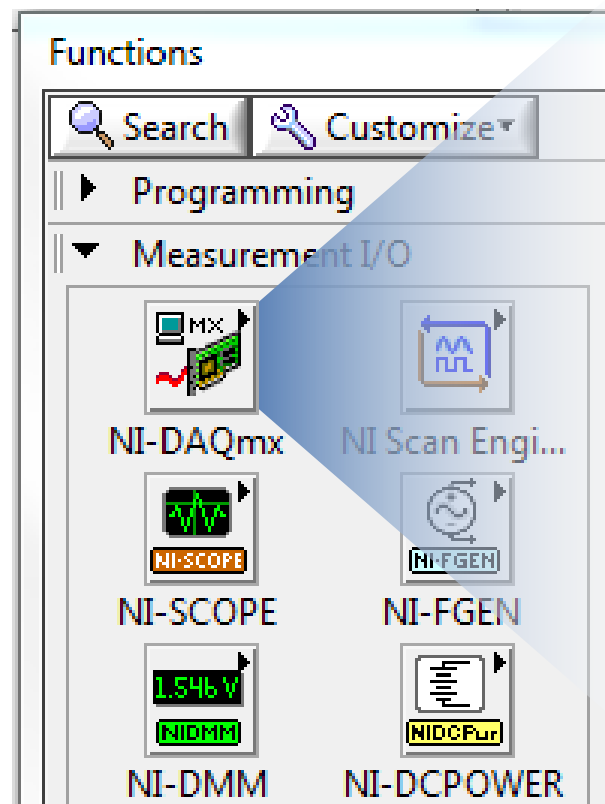 Functions
Search Customize
Programming
Measurement I/O
MX
NI-DAQmx NI Scan Engi...
NI-SCOPE NI-FGEN
NI-SCOPE NI-FGEN
1.546 V
NIDMM NIDCPwr
NI-DMM NI-DCPOWER